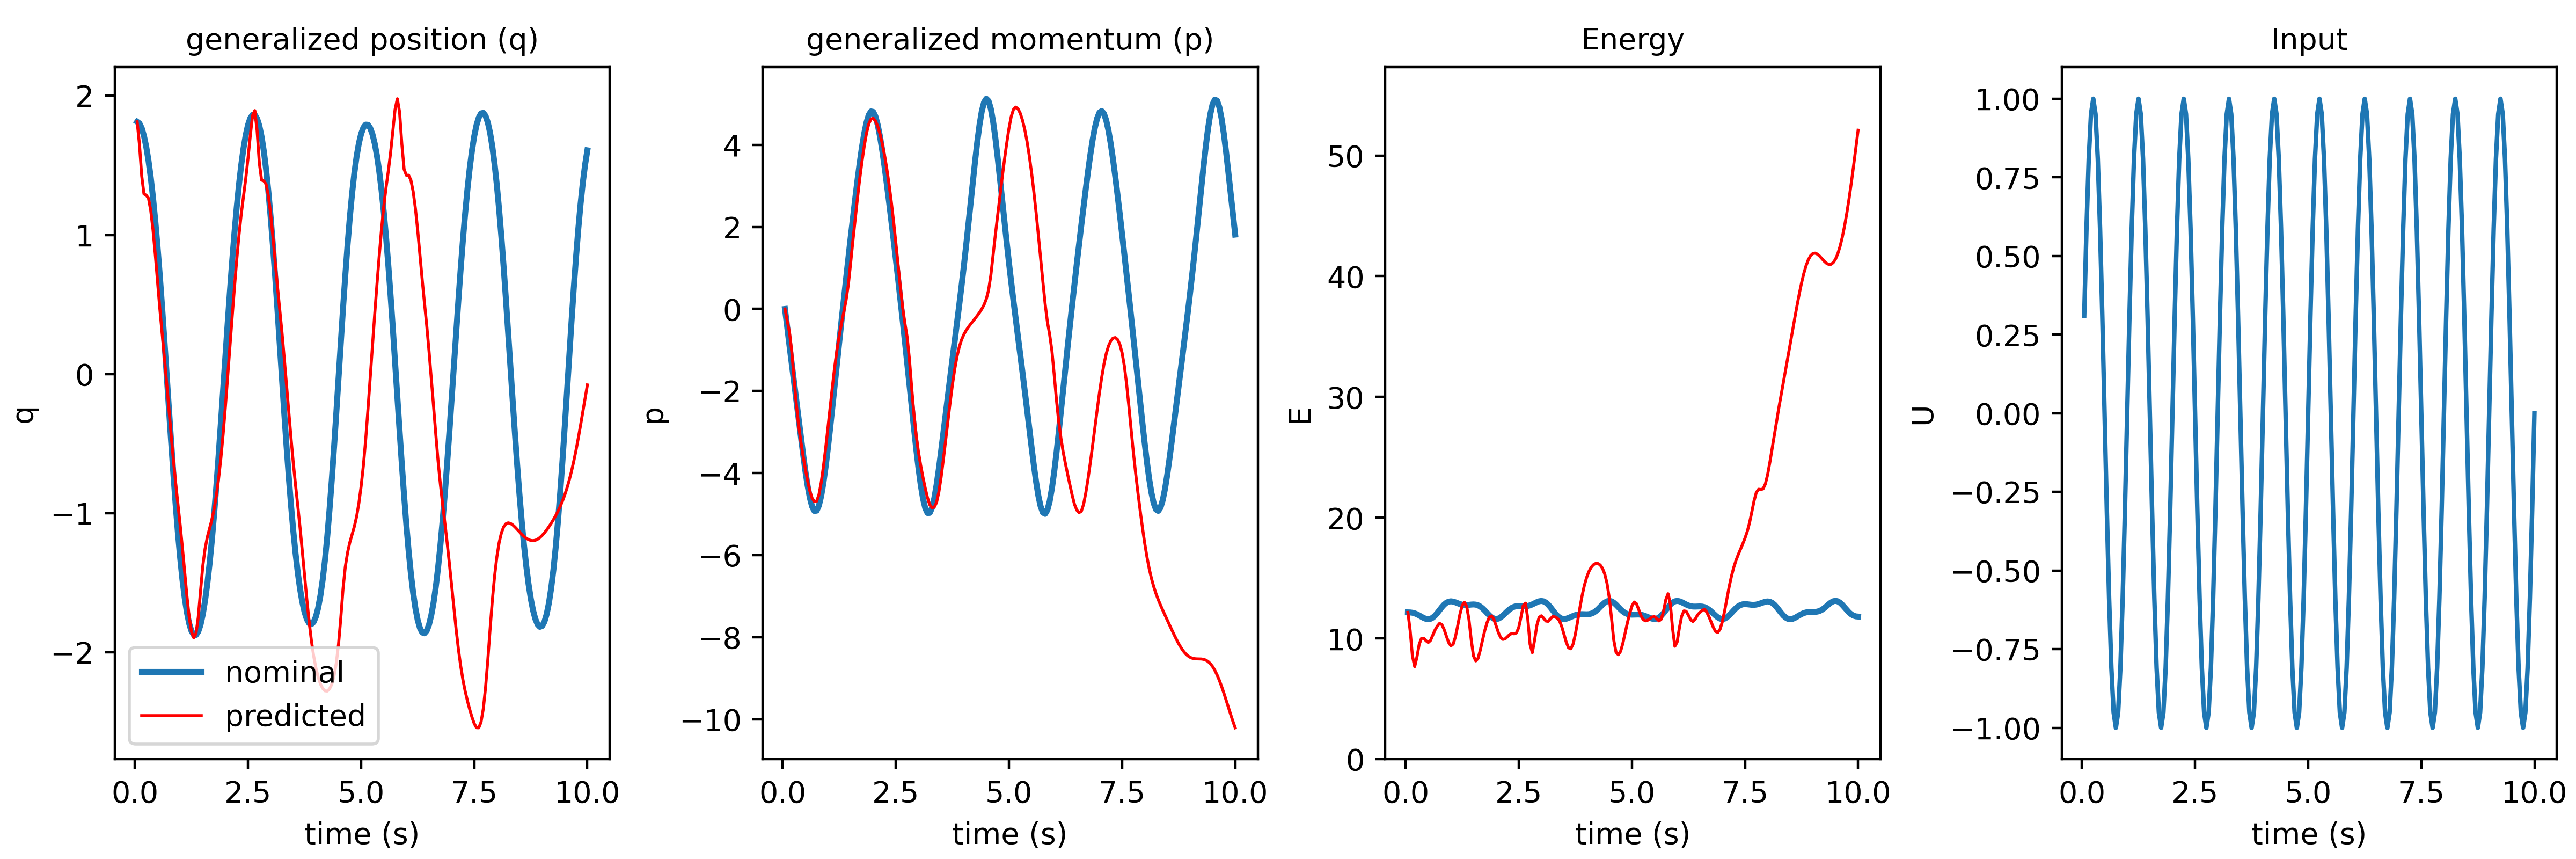 generalized position (q)
2
1
0
−1
−2
q
nominal
predicted
0.0 2.5 5.0 7.5 10.0
time (s)
generalized momentum (p)
4
2
0
−2
−4
−6
−8
−10
p
0.0 2.5 5.0 7.5 10.0
time (s)
Energy
50
40
30
20
10
0
E
0.0 2.5 5.0 7.5 10.0
time (s)
Input
1.00
0.75
0.50
0.25
0.00
−0.25
−0.50
−0.75
−1.00
U
0.0 2.5 5.0 7.5 10.0
time (s)